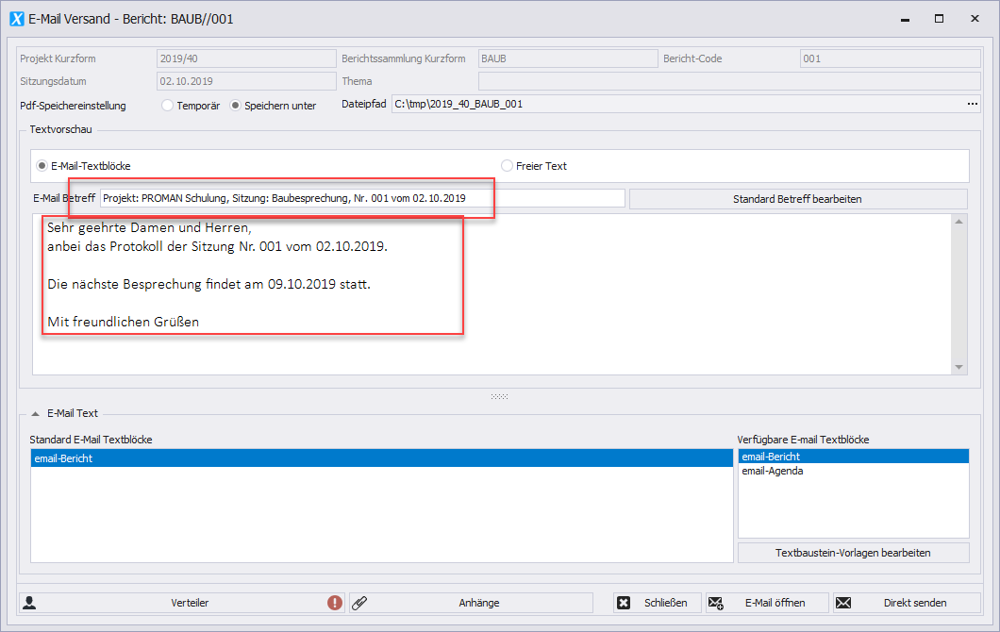 E-Mail Versand - Bericht: BAUB//001
Projekt Kurzform 2019/40 Berichtssammlung Kurzform BAUB Bericht-Code 001
Sitzungsdatum 02.10.2019 Thema
Pdf-Speichereinstellung Temporär Speichern unter Dateipfad C:\tmp\2019_40_BAUB_001 ...
Textvorschau
E-Mail-Textblöcke Freier Text
E-Mail Betreff Projekt: PROMAN Schulung, Sitzung: Baubesprechung, Nr. 001 vom 02.10.2019 Standard Betreff bearbeiten
Sehr geehrte Damen und Herren,
anbei das Protokoll der Sitzung Nr. 001 vom 02.10.2019.
Die nächste Besprechung findet am 09.10.2019 statt.
Mit freundlichen Grüßen
E-Mail Text
Standard E-Mail Textblöcke Verfügbare E-mail Textblöcke
email-Bericht email-Bericht
email-Agenda
Textbaustein-Vorlagen bearbeiten
Verteiler Anhänge Schließen E-Mail öffnen Direkt senden